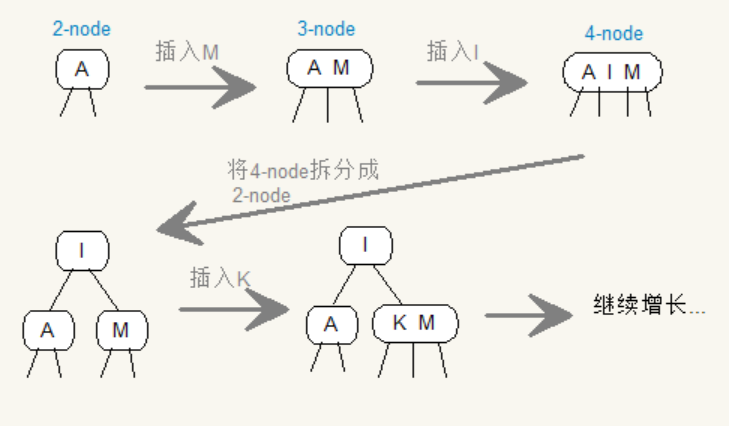 2-node
3-node
4-node
A
插入M
A M
插入I
A I M
将4-node拆分成
2-node
I
A
M
插入K
I
A
K M
继续增长...